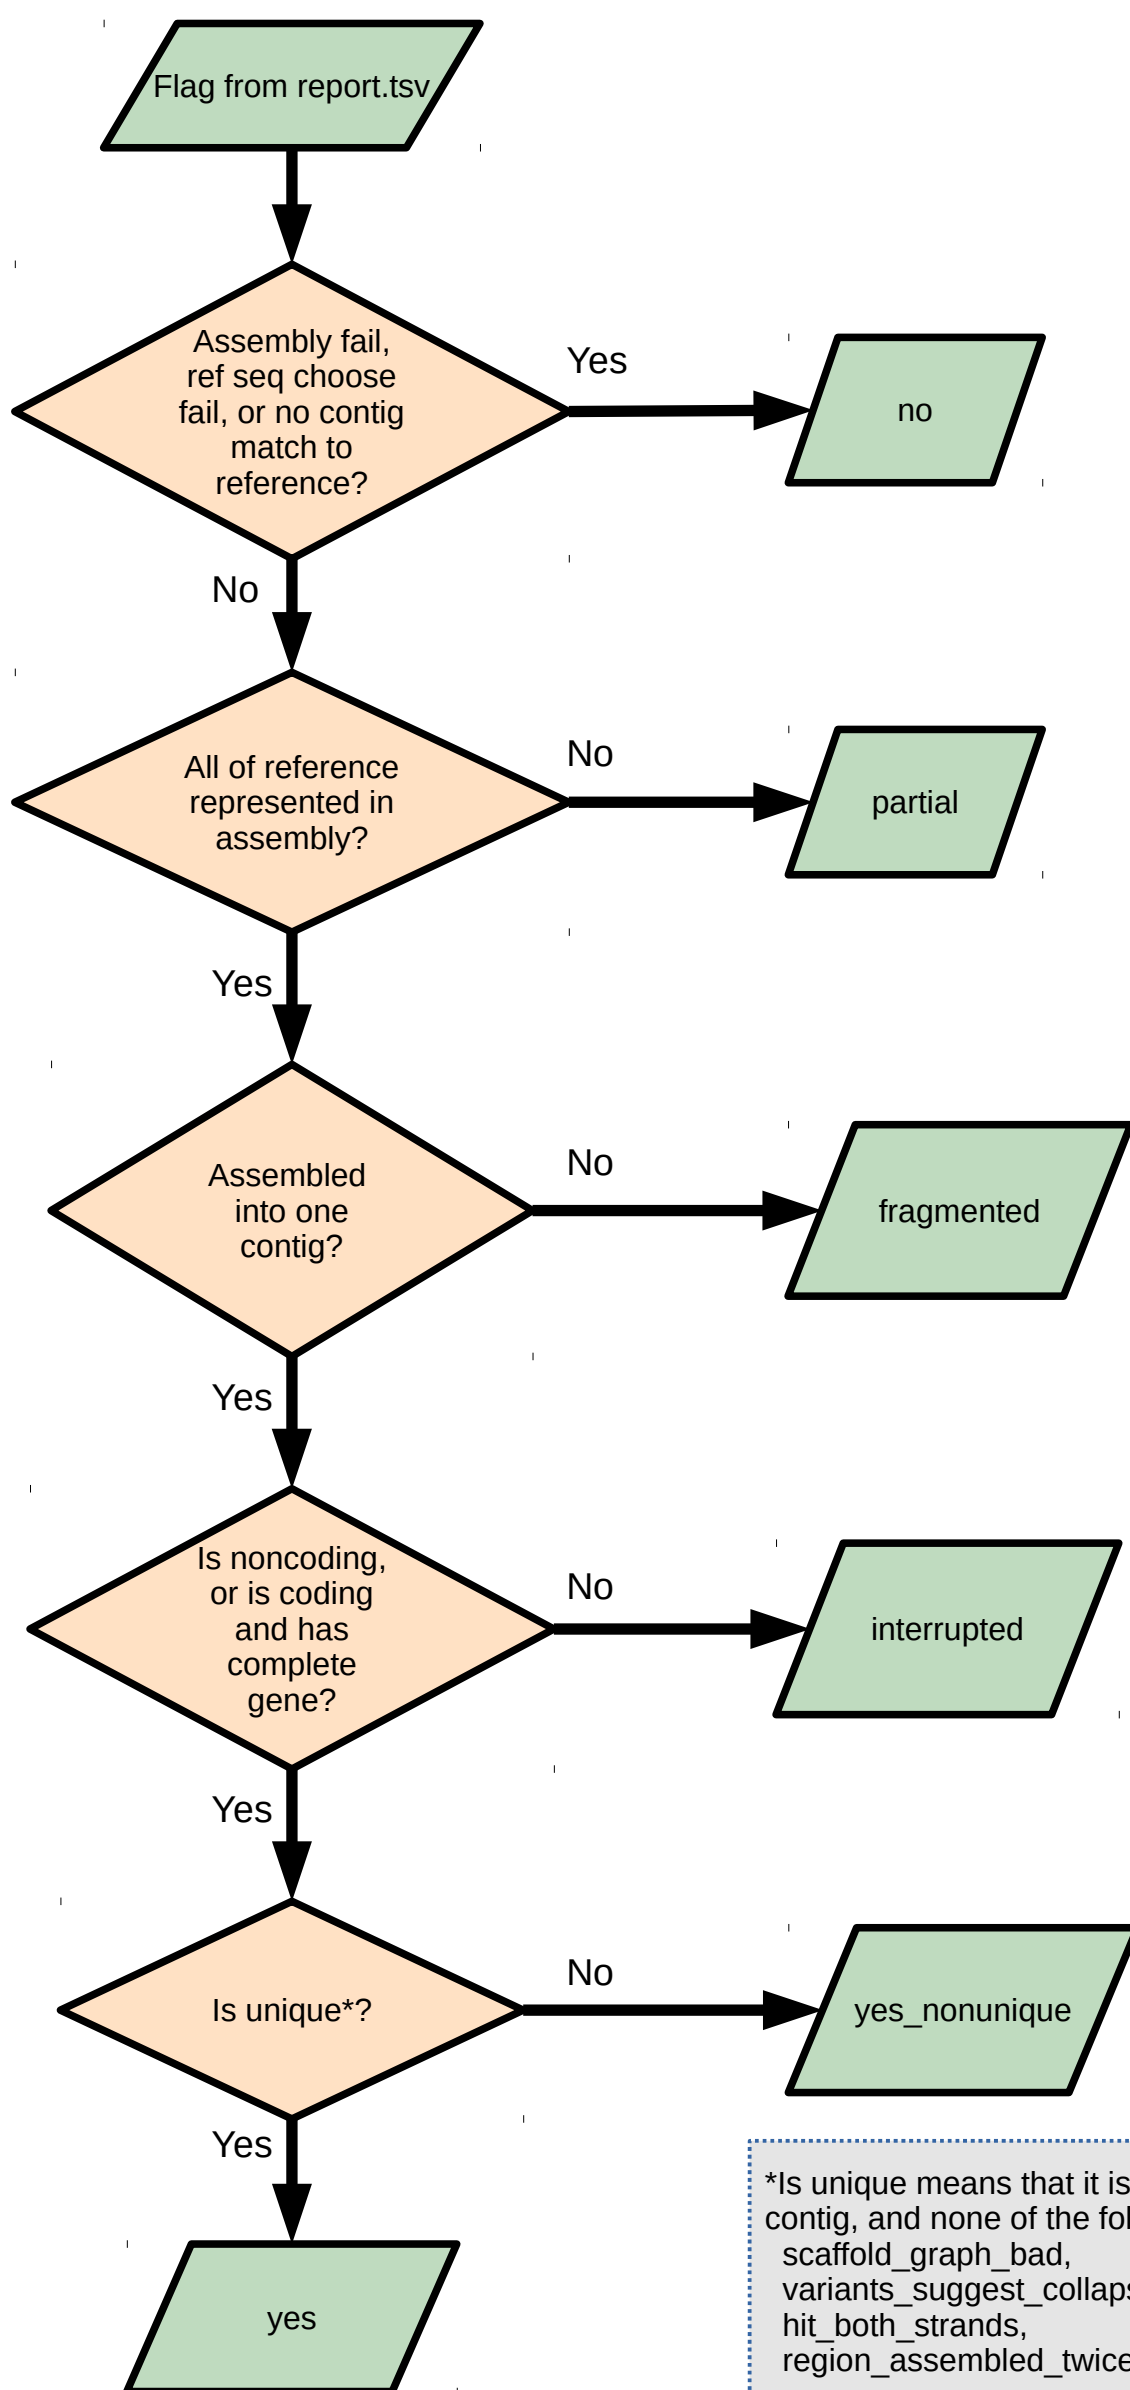 Flag from report.tsv
Assembly fail,
ref seq choose
fail, or no contig
match to
reference?
Yes
no
No
All of reference
represented in
assembly?
No
partial
Yes
Assembled
into one
contig?
No
fragmented
Yes
Is noncoding,
or is coding
and has
complete
gene?
No
interrupted
Yes
Is unique*?
No
yes_nonunique
Yes
yes
*Is unique means that it is
contig, and none of the
scaffold_graph_bad,
hit_both_strands,
region_assembled_twice